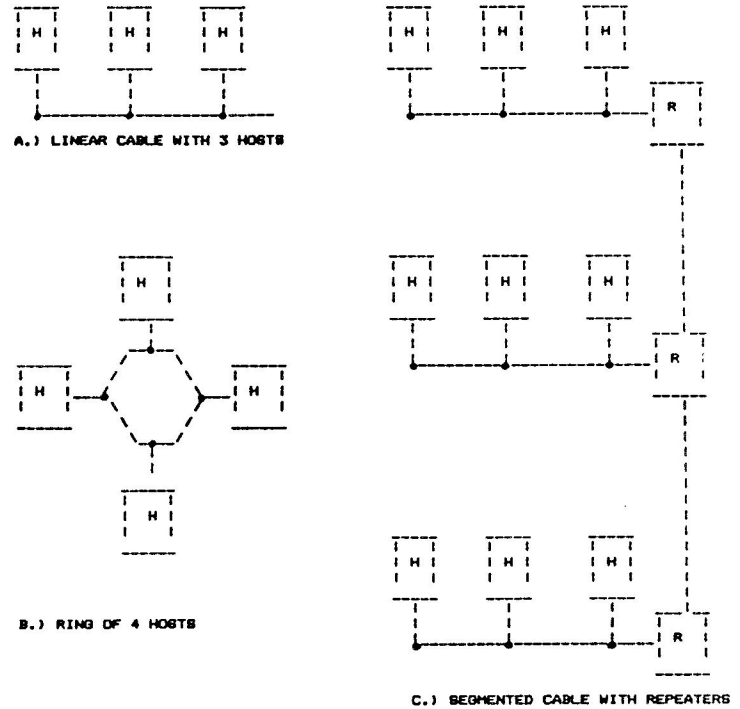 H H H
H H H
R
A.) LINEAR CABLE WITH 3 HOSTS
H
H H H
R
H H
H
H H H
B.) RING OF 4 HOSTS
R
C.) SEGMENTED CABLE WITH REPEATERS